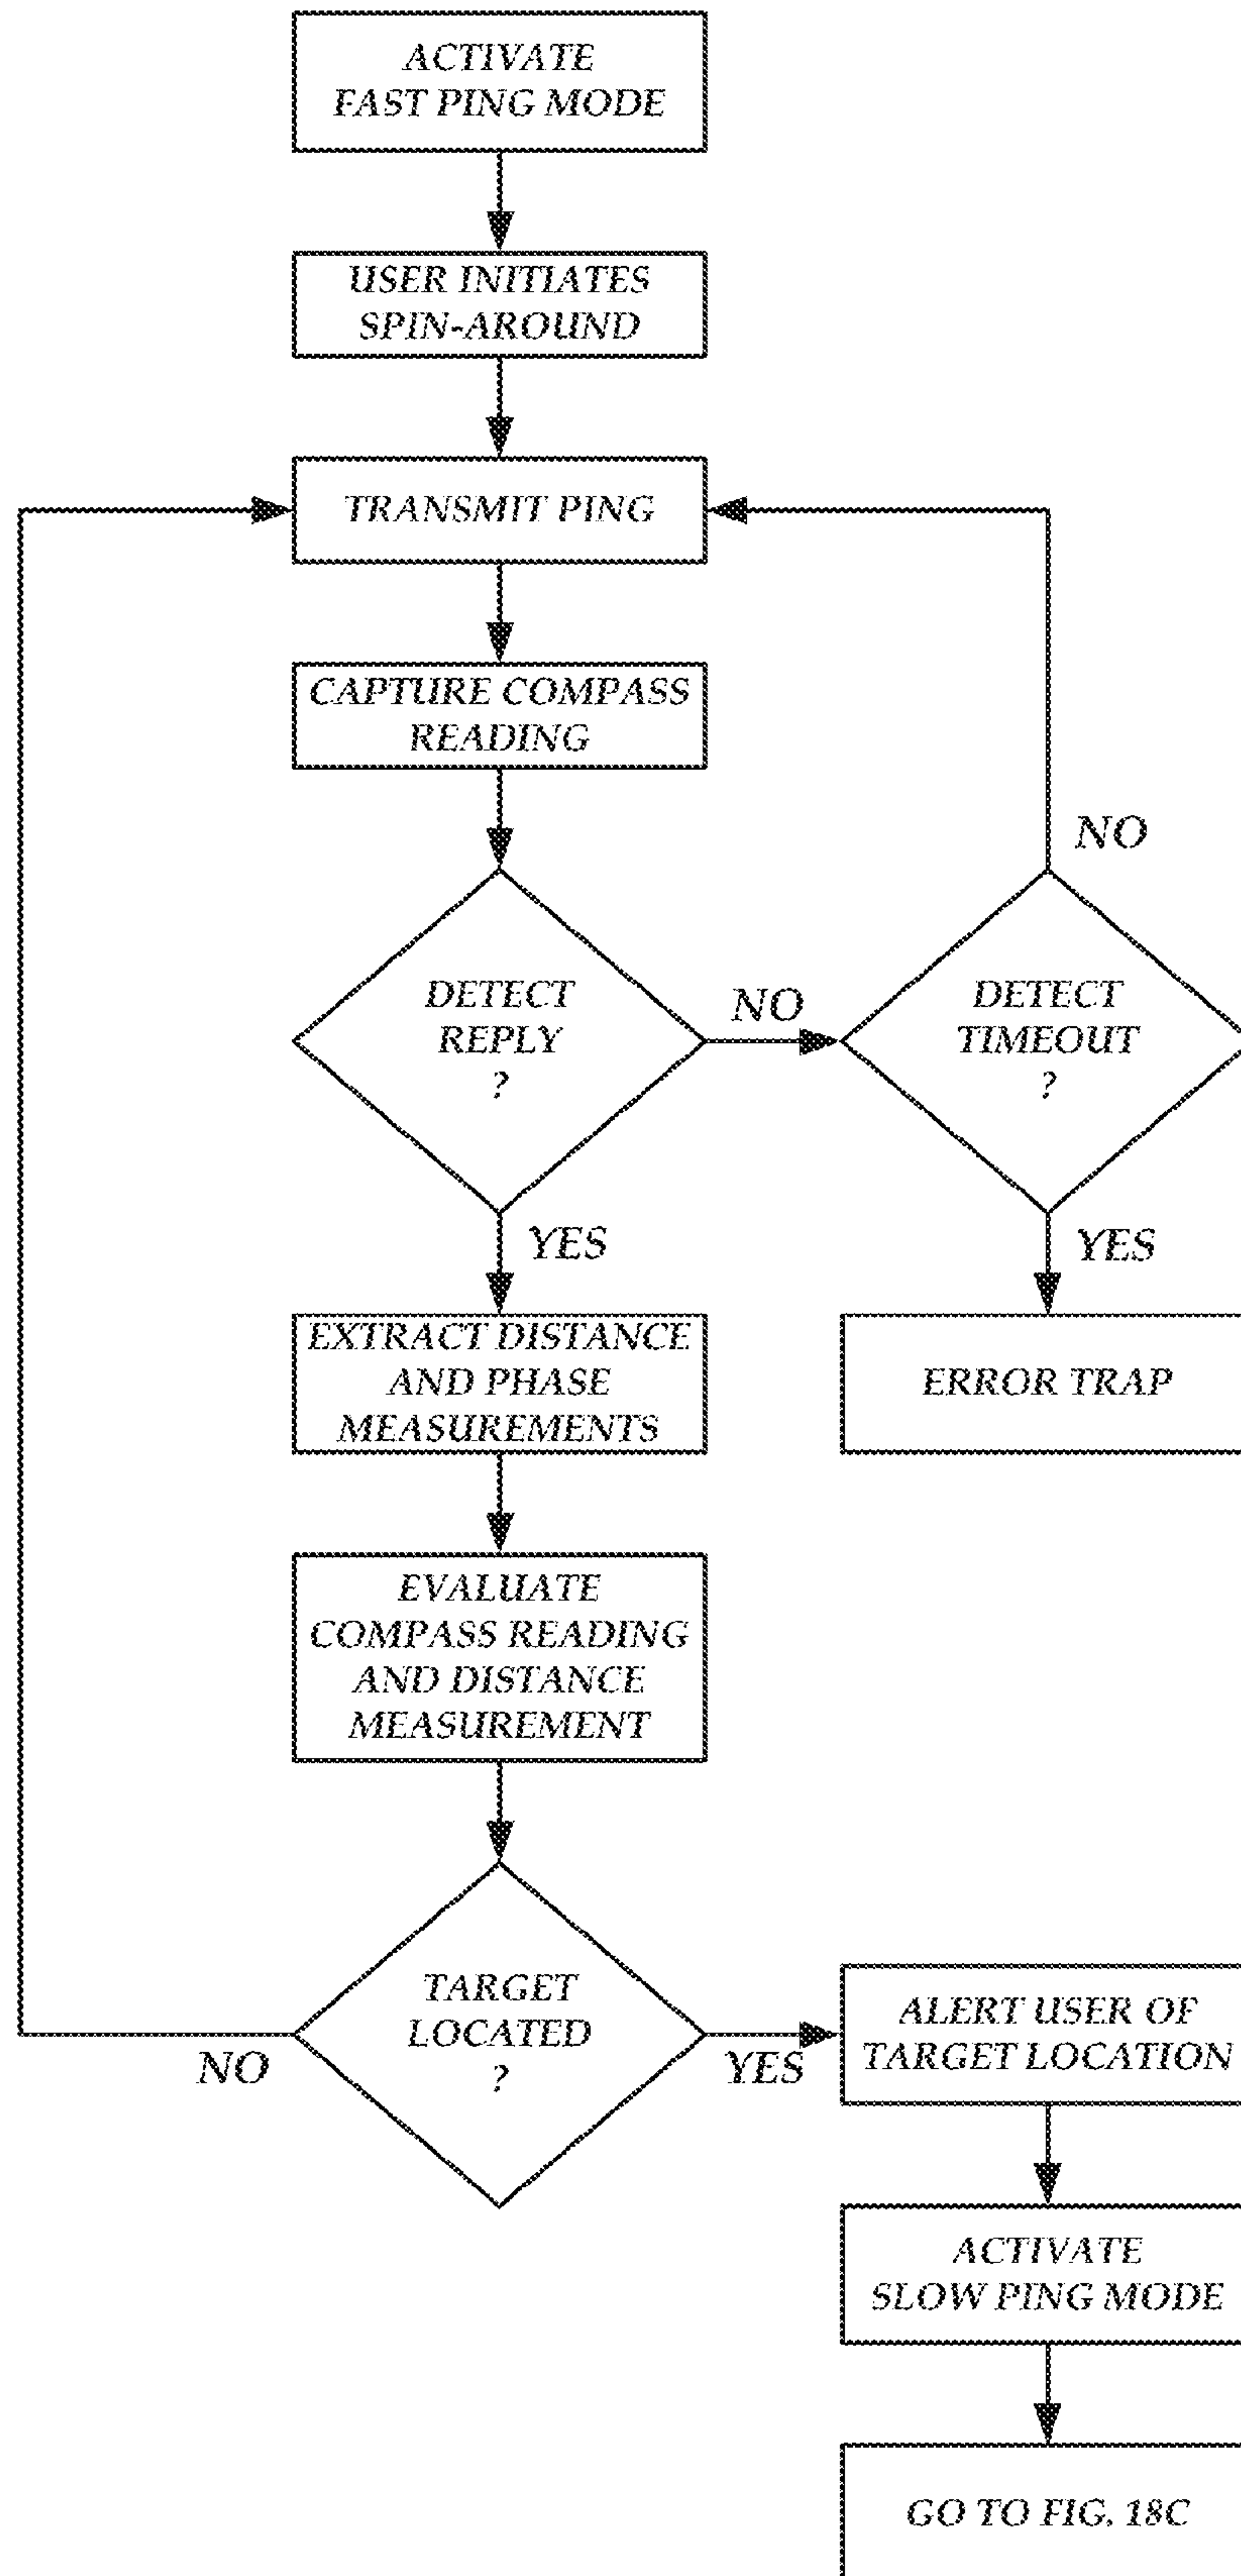 ACTIVATE
FAST PING MODE
USER INITIATES
SPIN-AROUND
TRANSMIT PING
CAPTURE COMPASS
READING
NO
DETECT
REPLY
?
NO
DETECT
TIMEOUT
?
YES
YES
EXTRACT DISTANCE
AND PHASE
MEASUREMENTS
ERROR TRAP
EVALUATE
COMPASS READING
AND DISTANCE
MEASUREMENT
TARGET
LOCATED
?
NO
YES
ALERT USER OF
TARGET LOCATION
ACTIVATE
SLOW PING MODE
GO TO FIG. 18C